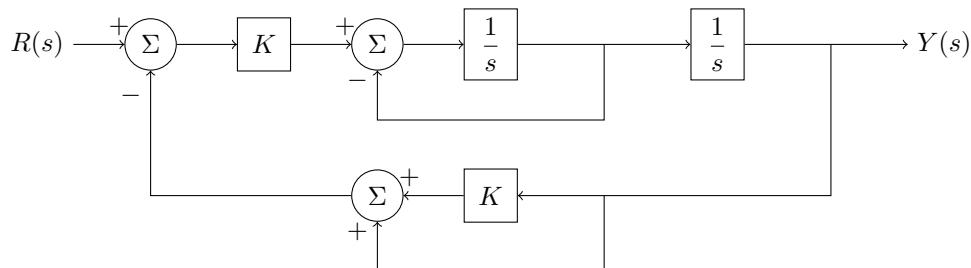 R(s) + Σ − K + Σ − 1/s 1/s Y(s)
Σ + + K